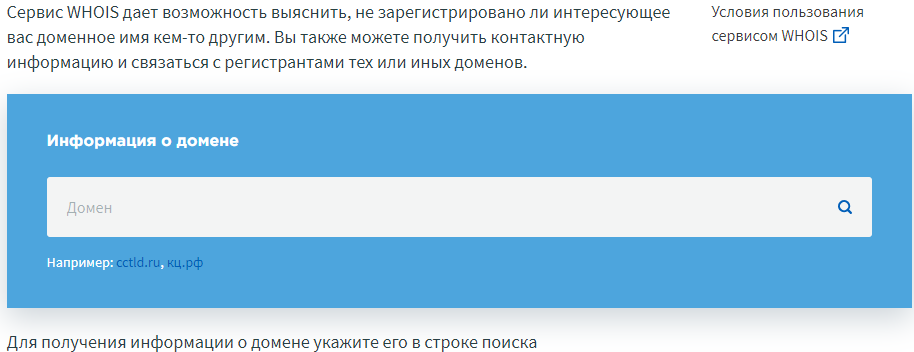 Сервис WHOIS дает возможность выяснить, не зарегистрировано ли интересующее
вас доменное имя кем-то другим. Вы также можете получить контактную
информацию и связаться с регистрантами тех или иных доменов.
Условия пользования
сервисом WHOIS
Информация о домене
Домен
Например: cctld.ru, кц.рф
Для получения информации о домене укажите его в строке поиска